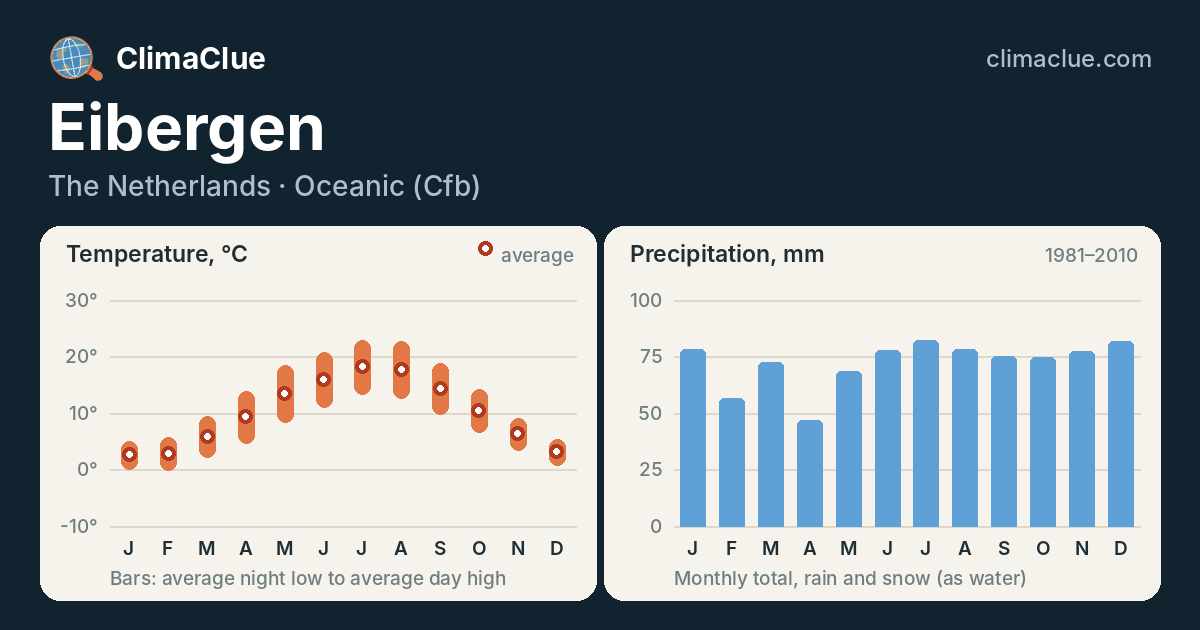 ClimaClue
climaclue.com
Eibergen
The Netherlands · Oceanic (Cfb)
Temperature, °C
average
30°
20°
10°
0°
-10°
J F M A M J J A S O N D
Bars: average night low to average day high
Precipitation, mm
1981–2010
100
75
50
25
0
J F M A M J J A S O N D
Monthly total, rain and snow (as water)